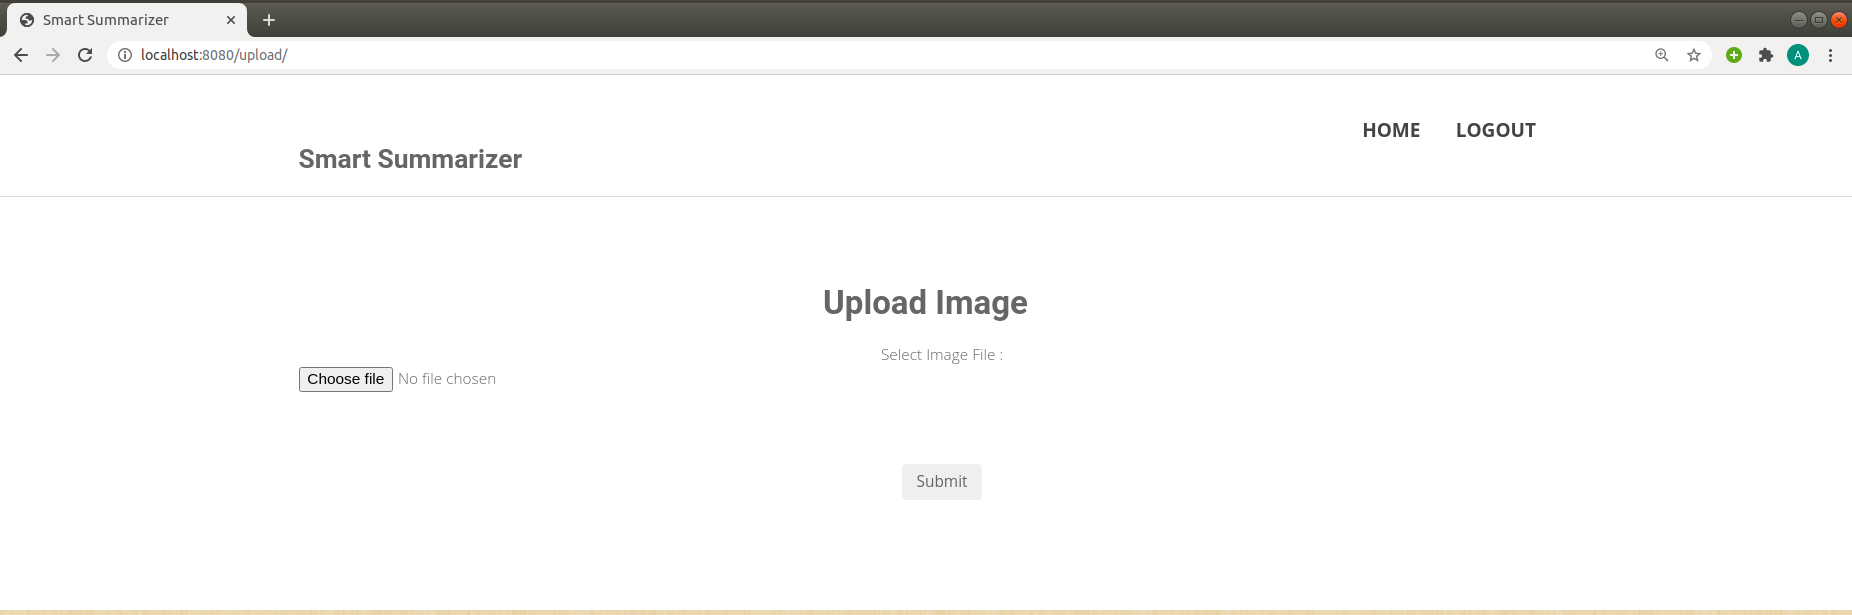 Smart Summarizer
localhost:8080/upload/
A
HOME LOGOUT
Smart Summarizer
Upload Image
Select Image File :
Choose file No file chosen
Submit